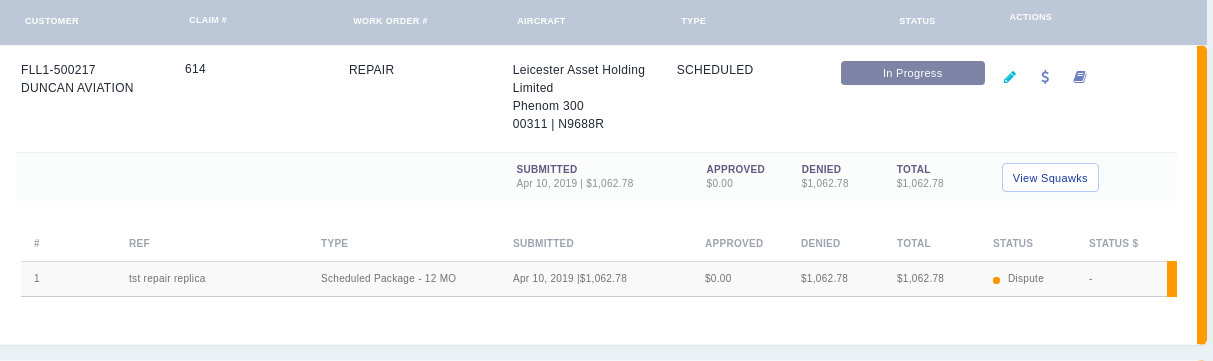 CUSTOMER CLAIM # WORK ORDER # AIRCRAFT TYPE STATUS ACTIONS
FLL1-500217 614 REPAIR Leicester Asset Holding SCHEDULED In Progress
DUNCAN AVIATION Limited
Phenom 300
00311 | N9688R
SUBMITTED APPROVED DENIED TOTAL
Apr 10, 2019 | $1,062.78 $0.00 $1,062.78 $1,062.78 View Squawks
# REF TYPE SUBMITTED APPROVED DENIED TOTAL STATUS STATUS $
1 tst repair replica Scheduled Package - 12 MO Apr 10, 2019 |$1,062.78 $0.00 $1,062.78 $1,062.78 Dispute -